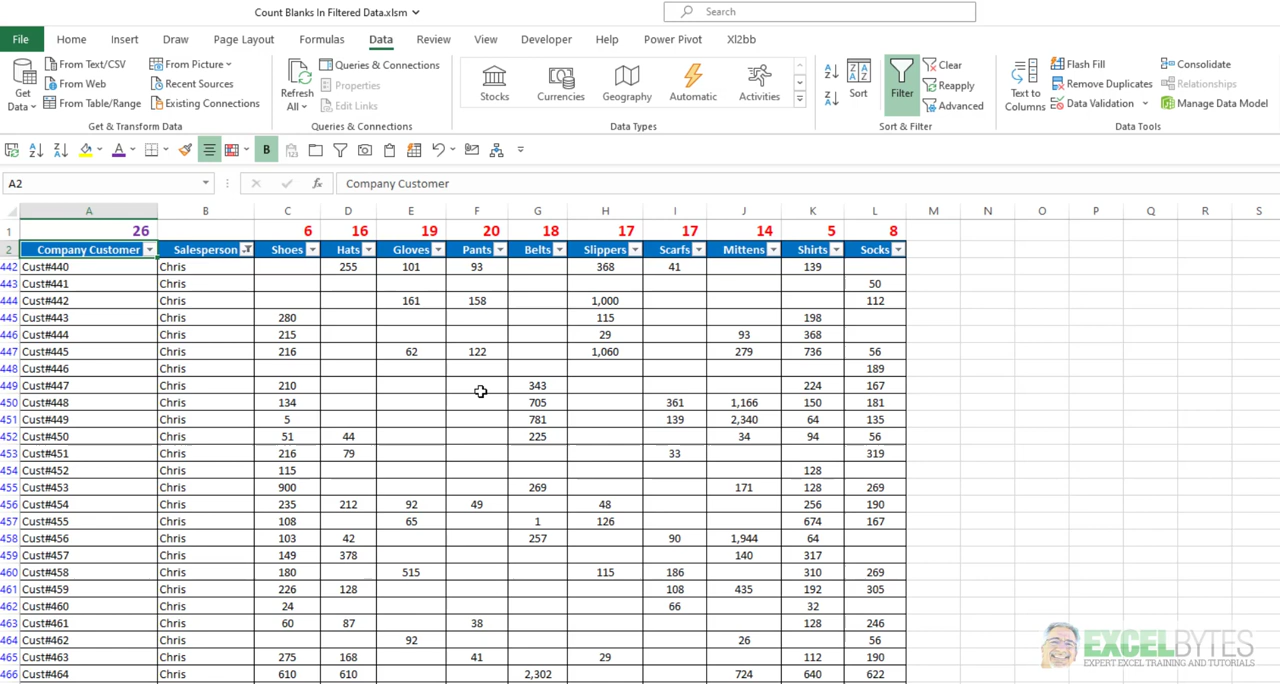 Count Blanks In Filtered Data.xlsm
Search
File Home Insert Draw Page Layout Formulas Data Review View Developer Help Power Pivot Xl2bb
Get Data
From Text/CSV
From Web
From Table/Range
From Picture
Recent Sources
Existing Connections
Get & Transform Data
Refresh All
Queries & Connections
Properties
Edit Links
Queries & Connections
Stocks Currencies Geography Automatic Activities
Data Types
Sort
Filter
Clear
Reapply
Advanced
Sort & Filter
Text to Columns
Flash Fill
Remove Duplicates
Data Validation
Consolidate
Relationships
Manage Data Model
Data Tools
A2 fx Company Customer
A B C D E F G H I J K L M N O P Q R S
1 26 6 16 19 20 18 17 17 14 5 8
2 Company Customer Salesperson Shoes Hats Gloves Pants Belts Slippers Scarfs Mittens Shirts Socks
442 Cust#440 Chris 255 101 93 368 41 139
443 Cust#441 Chris 50
444 Cust#442 Chris 161 158 1,000 112
445 Cust#443 Chris 280 115 198
446 Cust#444 Chris 215 29 93 368
447 Cust#445 Chris 216 62 122 1,060 279 736 56
448 Cust#446 Chris 189
449 Cust#447 Chris 210 343 224 167
450 Cust#448 Chris 134 705 361 1,166 150 181
451 Cust#449 Chris 5 781 139 2,340 64 135
452 Cust#450 Chris 51 44 225 34 94 56
453 Cust#451 Chris 216 79 33 319
454 Cust#452 Chris 115 128
455 Cust#453 Chris 900 269 171 128 269
456 Cust#454 Chris 235 212 92 49 48 256 190
457 Cust#455 Chris 108 65 1 126 674 167
458 Cust#456 Chris 103 42 257 90 1,944 64
459 Cust#457 Chris 149 378 140 317
460 Cust#458 Chris 180 515 115 186 310 269
461 Cust#459 Chris 226 128 108 435 192 305
462 Cust#460 Chris 24 66 32
463 Cust#461 Chris 60 87 38 128 246
464 Cust#462 Chris 92 26 56
465 Cust#463 Chris 275 168 41 29 112 190
466 Cust#464 Chris 610 610 2,302 724 640 622
EXCELBYTES
EXPERT EXCEL TRAINING AND TUTORIALS